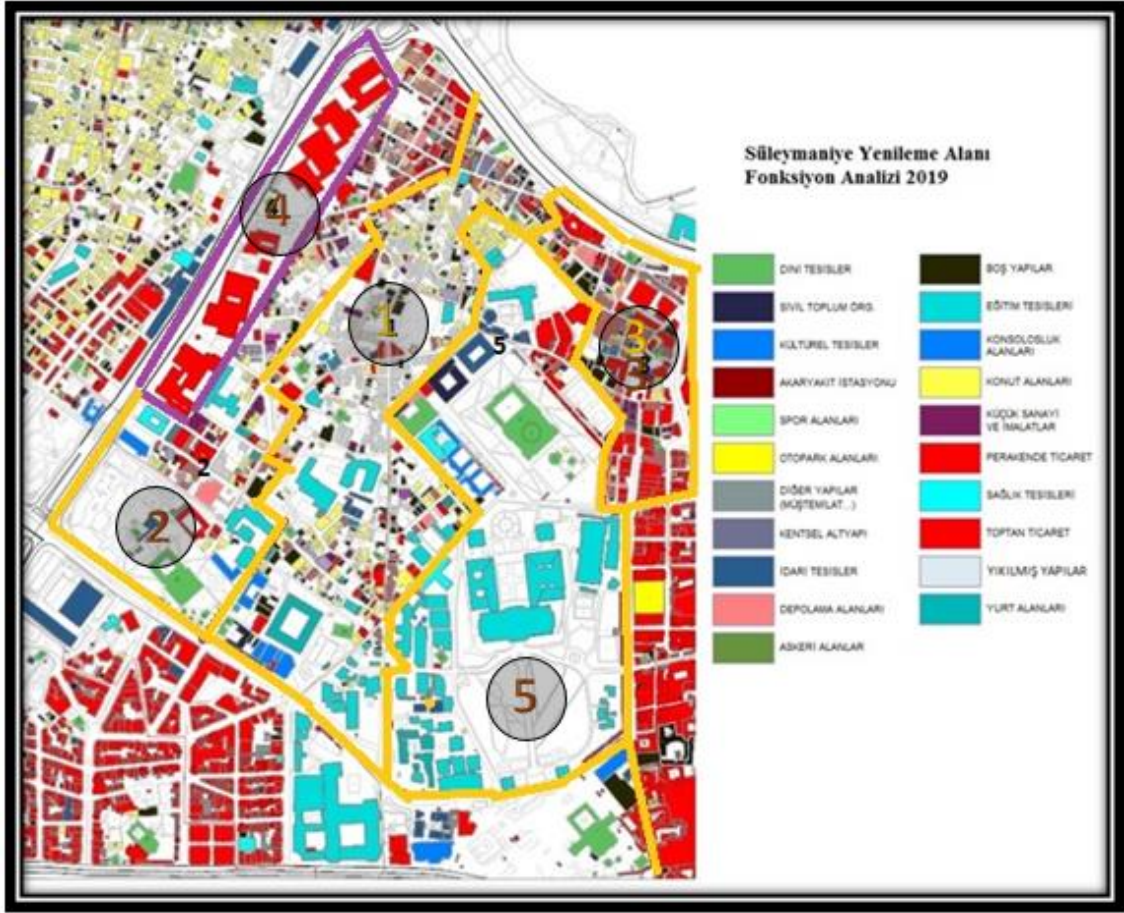 Süleymaniye Yenileme Alanı
Fonksiyon Analizi 2019
DİNİ TESİSLER
SİVİL TOPLUM ÖRG.
KÜLTÜREL TESİSLER
AKARYAKIT İSTASYONU
SPOR ALANLARI
OTOPARK ALANLARI
DİĞER YAPILAR
(MÜŞTEMİLAT...)
KENTSEL ALTYAPI
İDARİ TESİSLER
DEPOLAMA ALANLARI
ASKERİ ALANLAR
BOŞ YAPILAR
EĞİTİM TESİSLERİ
KONSOLOSLUK
ALANLARI
KONUT ALANLARI
KÜÇÜK SANAYİ
VE İMALATLAR
PERAKENDE TİCARET
SAĞLIK TESİSLERİ
TOPTAN TİCARET
YIKILMIŞ YAPILAR
YURT ALANLARI
4
1
3
5
2
2
5